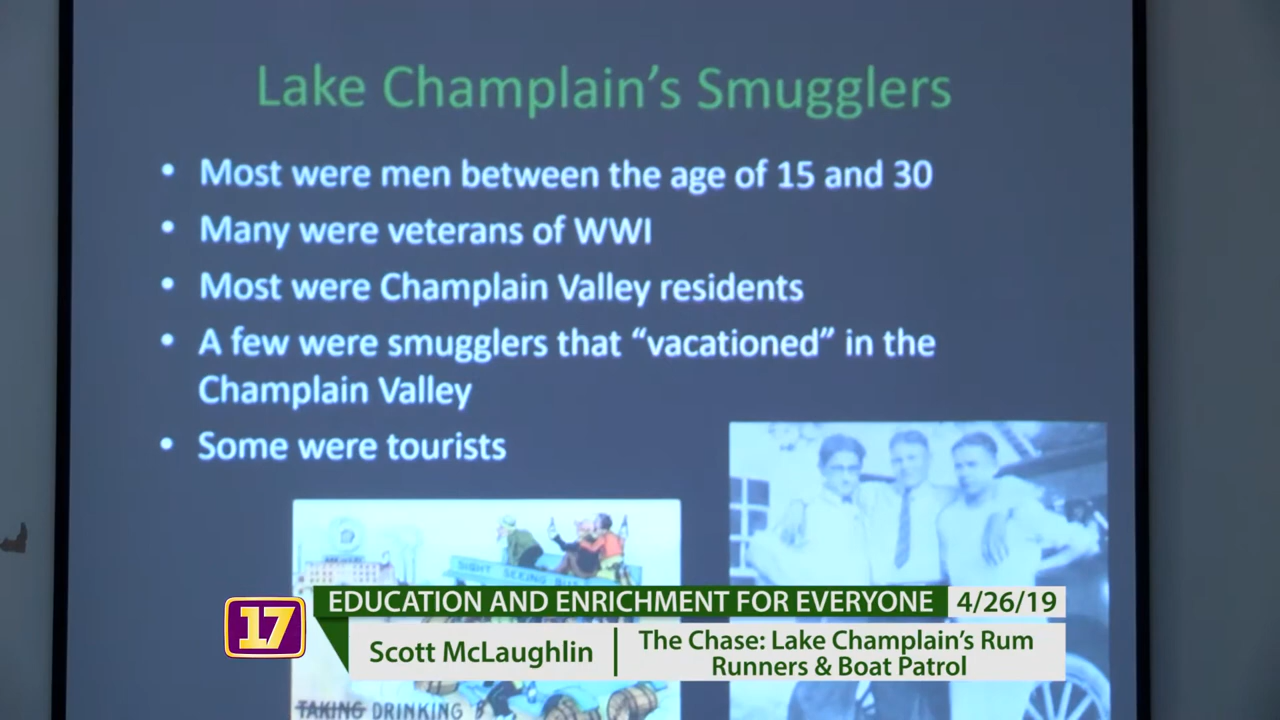 Lake Champlain's Smugglers
• Most were men between the age of 15 and 30
• Many were veterans of WWI
• Most were Champlain Valley residents
• A few were smugglers that “vacationed” in the
Champlain Valley
• Some were tourists
SIGHT SEEING BUS
17
EDUCATION AND ENRICHMENT FOR EVERYONE
4/26/19
Scott McLaughlin
The Chase: Lake Champlain's Rum
Runners & Boat Patrol
TAKING DRINKING